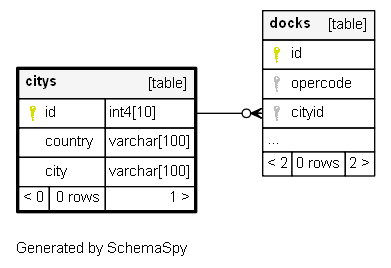 docks [table]
id
opercode
cityid
...
< 2 0 rows 2 >
citys [table]
id int4[10]
country varchar[100]
city varchar[100]
< 0 0 rows 1 >
Generated by SchemaSpy